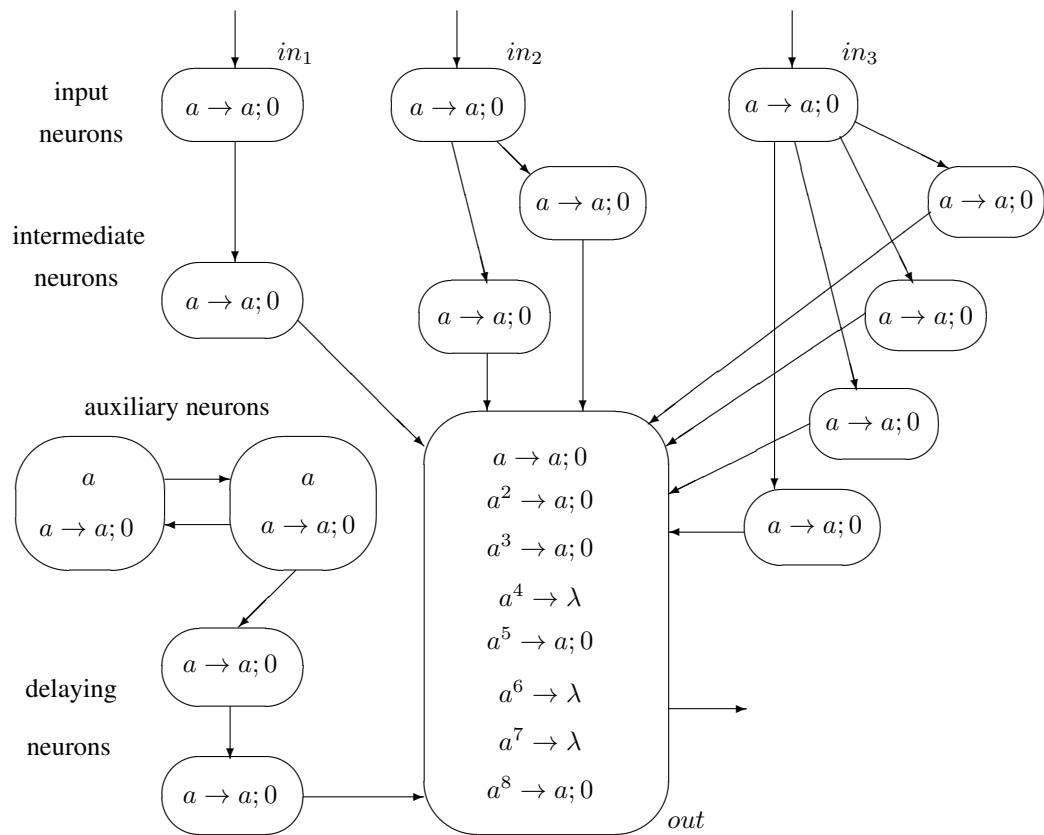 in₁
in₂
in₃
input
neurons
a → a; 0
a → a; 0
a → a; 0
a → a; 0
a → a; 0
intermediate
neurons
a → a; 0
a → a; 0
a → a; 0
a → a; 0
a → a; 0
auxiliary neurons
a
a → a; 0
a
a → a; 0
a → a; 0
a → a; 0
a² → a; 0
a³ → a; 0
a⁴ → λ
a⁵ → a; 0
a⁶ → λ
a⁷ → λ
a⁸ → a; 0
out
delaying
neurons
a → a; 0
a → a; 0